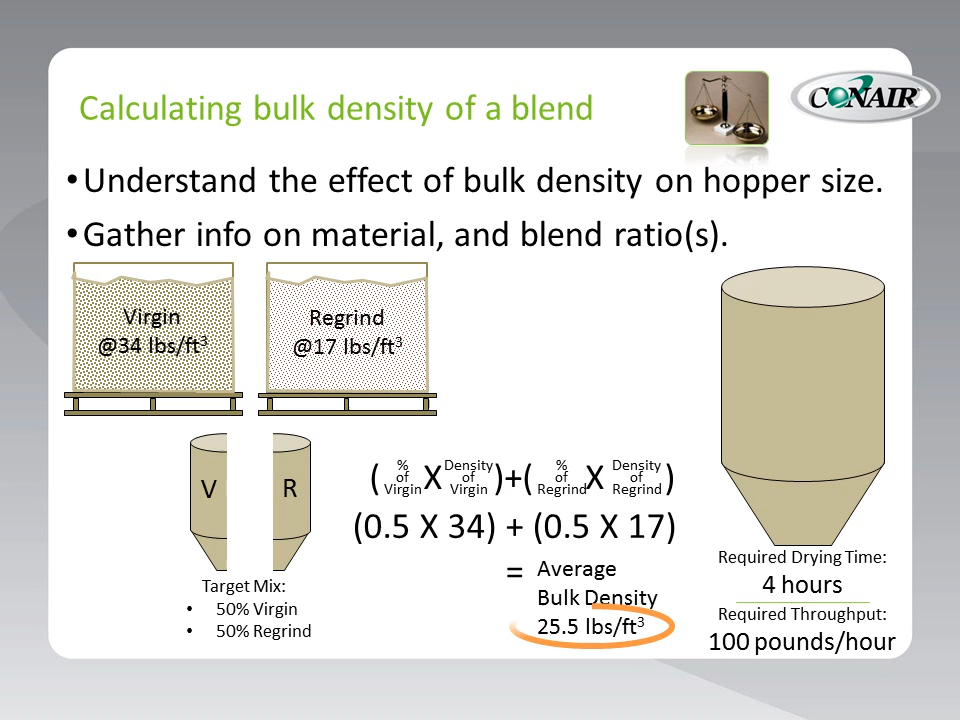 Calculating bulk density of a blend
CONAIR
• Understand the effect of bulk density on hopper size.
• Gather info on material, and blend ratio(s).
Virgin
@34 lbs/ft³
Regrind
@17 lbs/ft³
V
R
Target Mix:
• 50% Virgin
• 50% Regrind
( % of Virgin X Density of Virgin )+( % of Regrind X Density of Regrind )
(0.5 X 34) + (0.5 X 17)
= Average
Bulk Density
25.5 lbs/ft³
Required Drying Time:
4 hours
Required Throughput:
100 pounds/hour